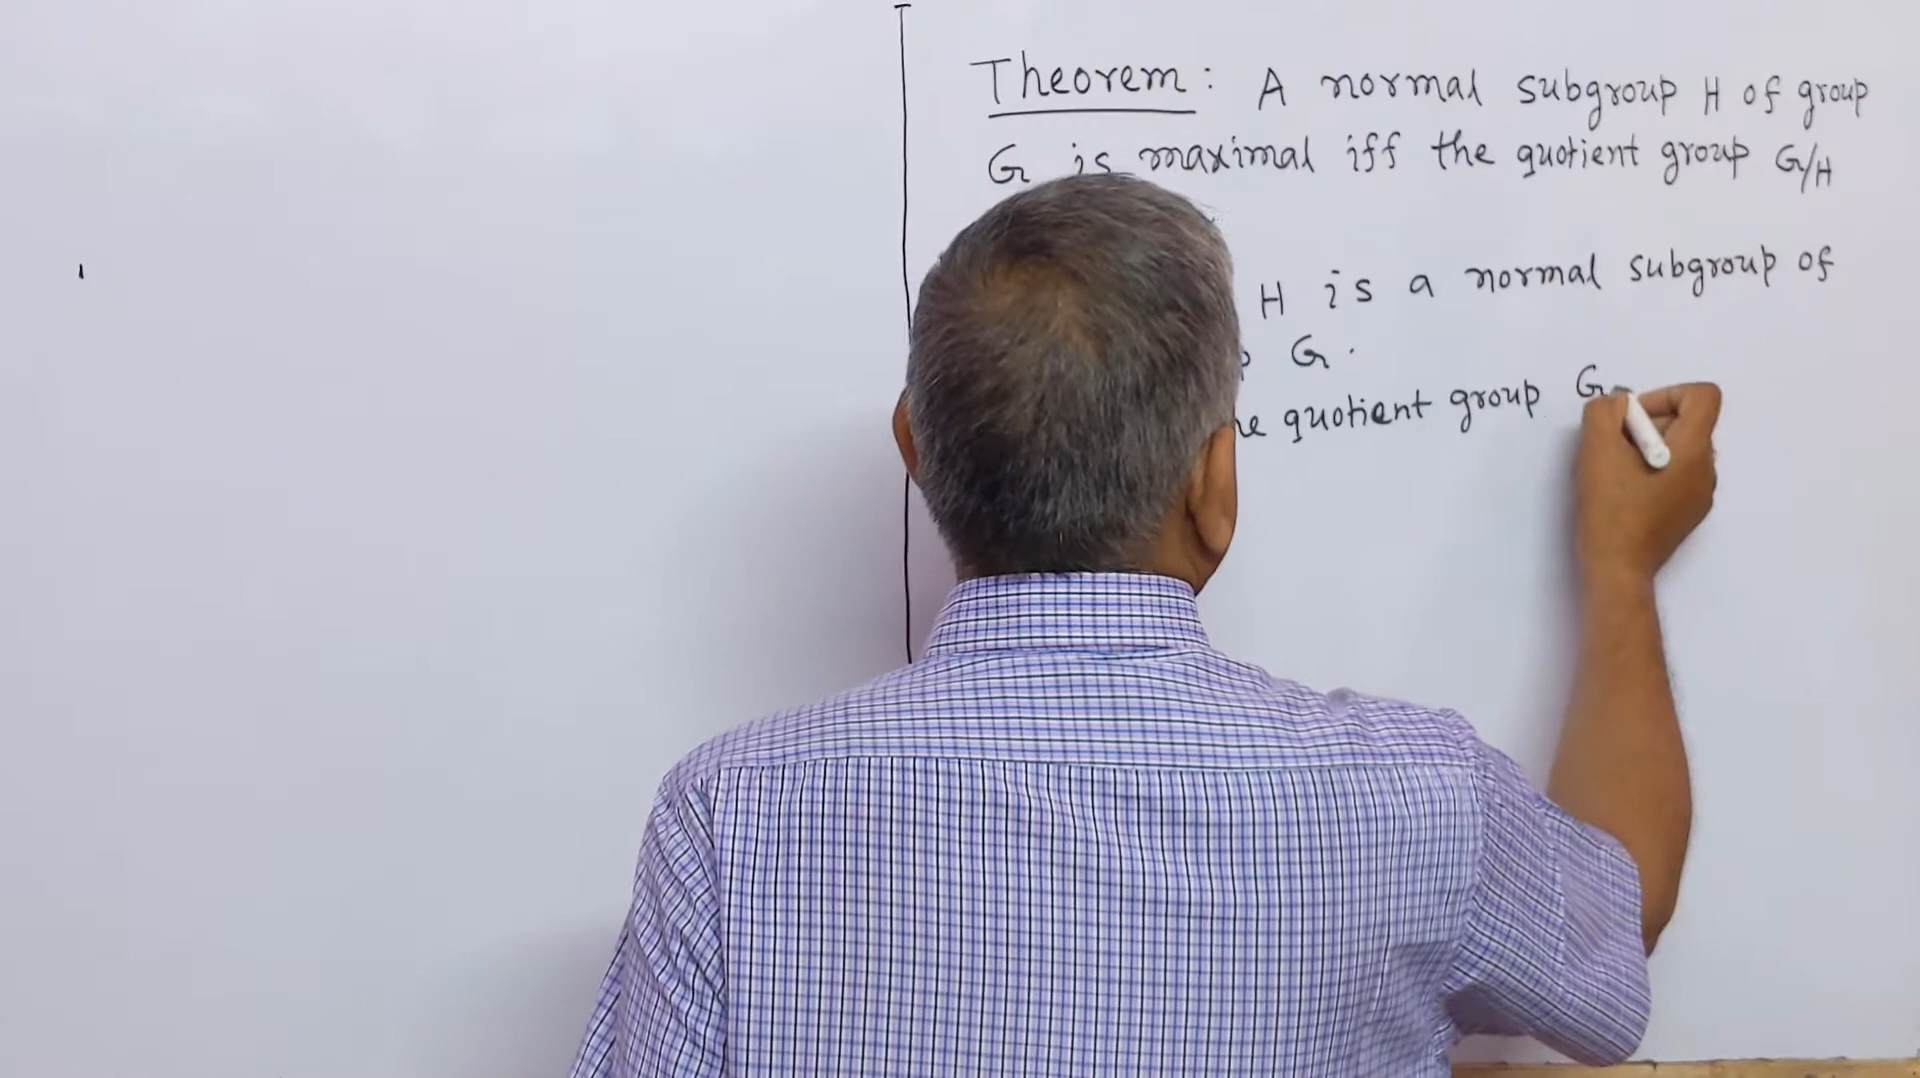 Theorem: A normal subgroup H of group
G is maximal iff the quotient group G/H
H is a normal subgroup of
G.
quotient group G